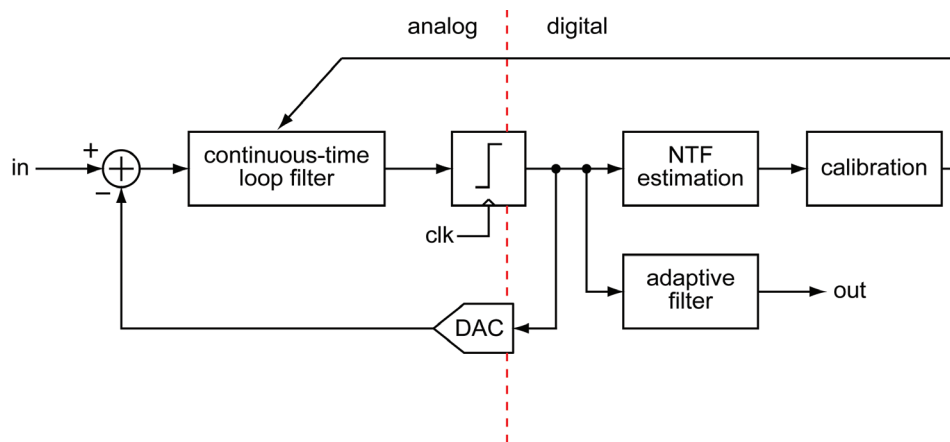 analog
digital
+
in
−
continuous-time
loop filter
clk
NTF
estimation
calibration
adaptive
filter
out
DAC